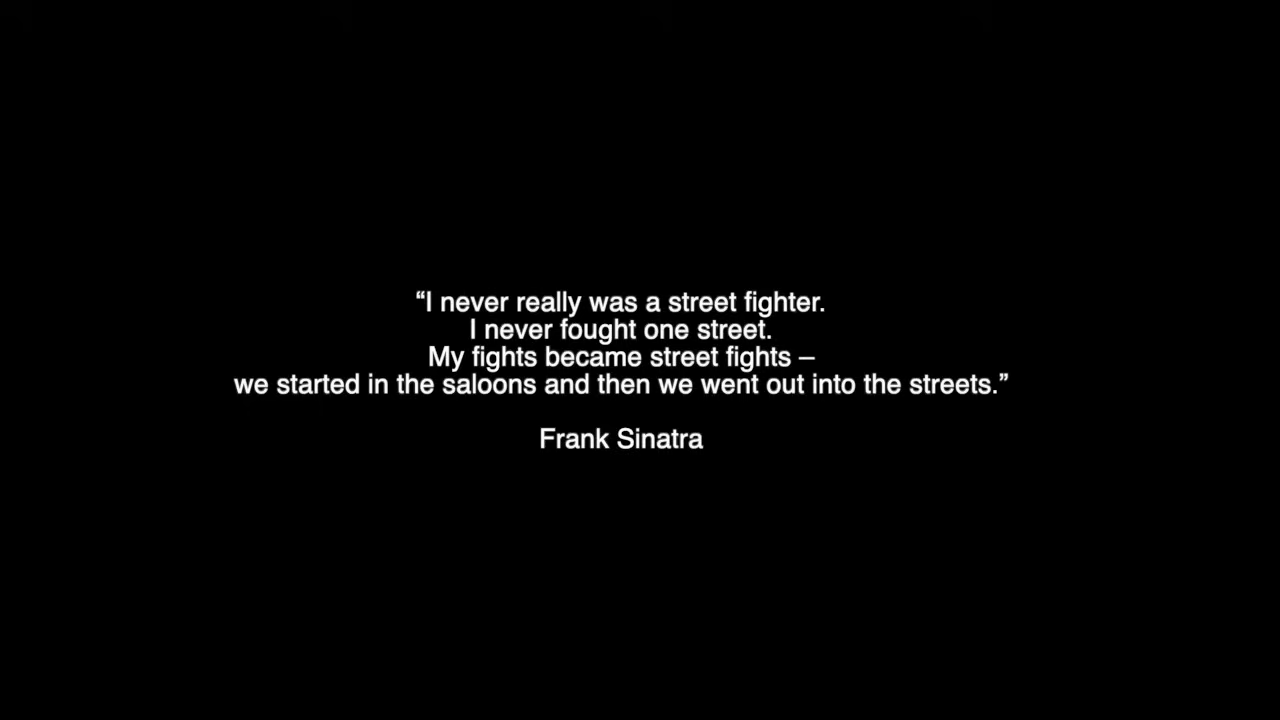 “I never really was a street fighter.
I never fought one street.
My fights became street fights –
we started in the saloons and then we went out into the streets.”
Frank Sinatra